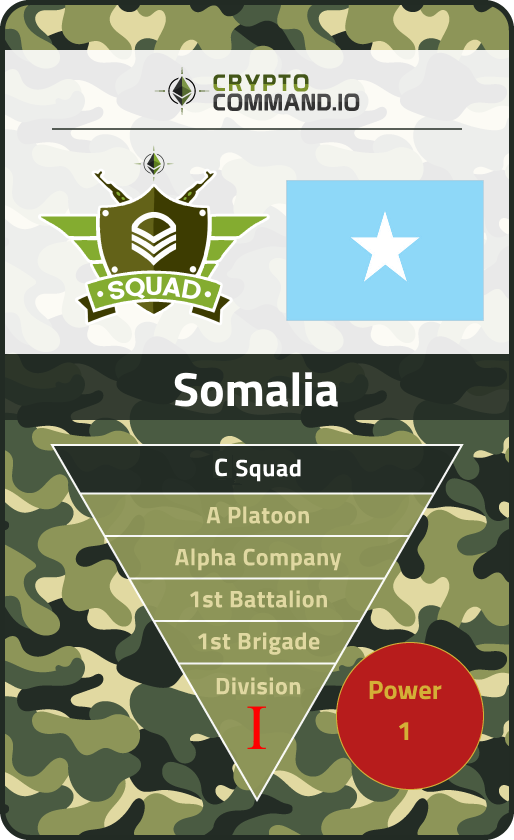 CRYPTO
COMMAND.IO
SQUAD
Somalia
C Squad
A Platoon
Alpha Company
1st Battalion
1st Brigade
Division
I
Power
1